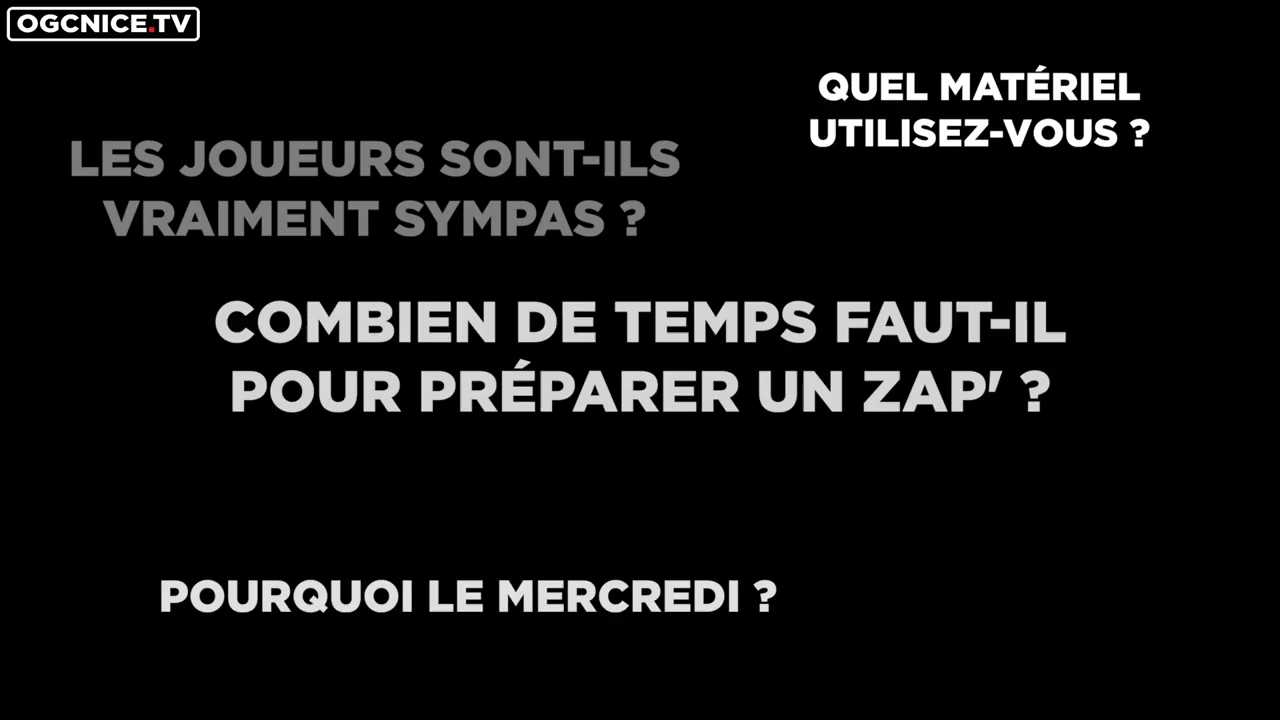 OGCNICE.TV
QUEL MATÉRIEL
UTILISEZ-VOUS ?
LES JOUEURS SONT-ILS
VRAIMENT SYMPAS ?
COMBIEN DE TEMPS FAUT-IL
POUR PRÉPARER UN ZAP' ?
POURQUOI LE MERCREDI ?